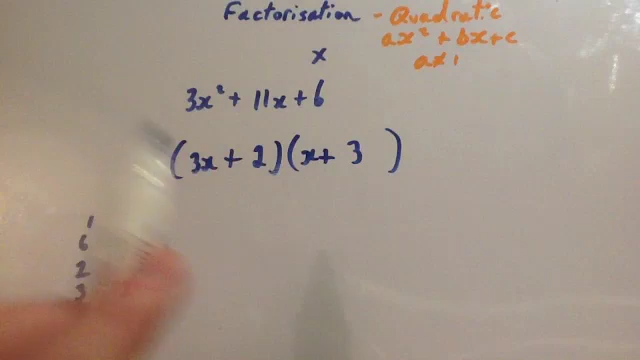 Factorisation - Quadratic
ax² + bx + c
a≠1
x
3x² + 11x + 6
(3x + 2)(x + 3 )
1
6
2
3